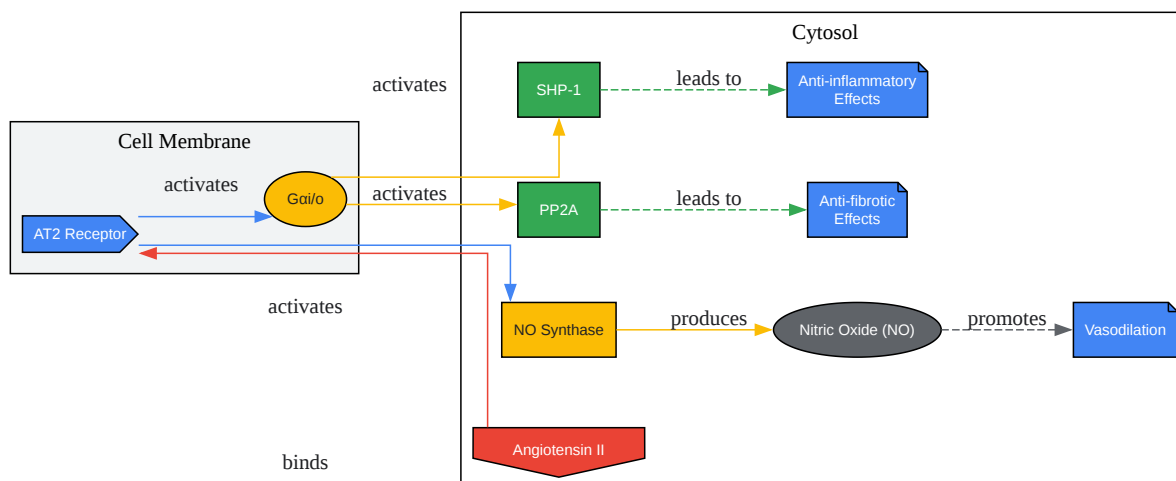 Cytosol
activates
SHP-1
leads to
Anti-inflammatory
Effects
Cell Membrane
activates
Gαi/o
activates
PP2A
leads to
Anti-fibrotic
Effects
AT2 Receptor
activates
NO Synthase
produces
Nitric Oxide (NO)
promotes
Vasodilation
binds
Angiotensin II